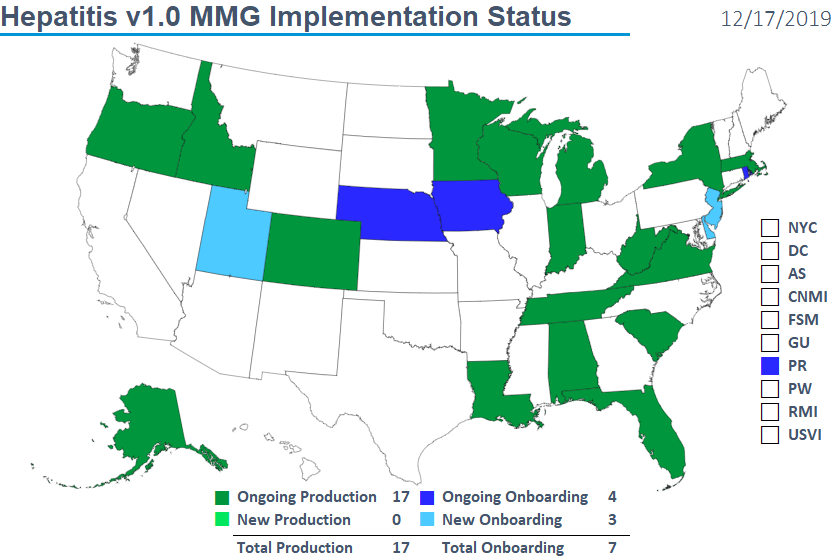 Hepatitis v1.0 MMG Implementation Status 12/17/2019
NYC
DC
AS
CNMI
FSM
GU
PR
PW
RMI
USVI
Ongoing Production 17 Ongoing Onboarding 4
New Production 0 New Onboarding 3
Total Production 17 Total Onboarding 7